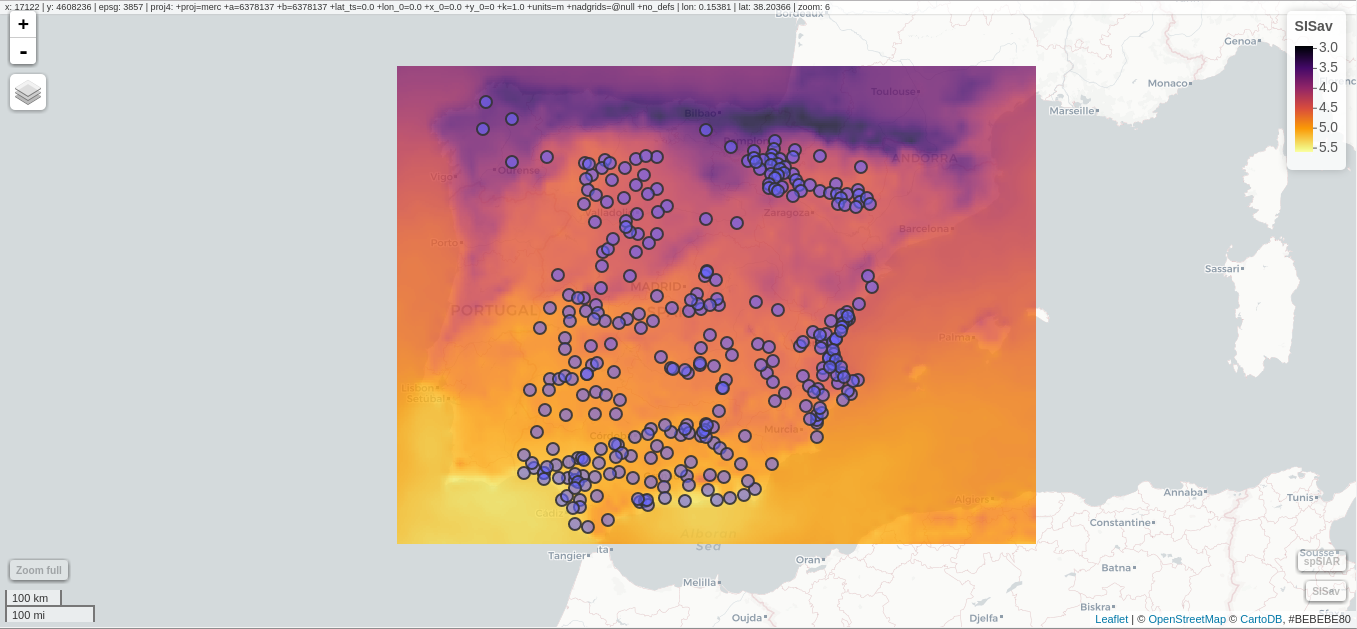 x: 17122 | y: 4608236 | epsg: 3857 | proj4: +proj=merc +a=6378137 +b=6378137 +lat_ts=0.0 +lon_0=0.0 +x_0=0.0 +y_0=0 +k=1.0 +units=m +nadgrids=@null +no_defs | lon: 0.15381 | lat: 38.20366 | zoom: 6
Bordeaux
+
-
SISav
3.0
3.5
4.0
4.5
5.0
5.5
Genoa
Monaco
Marseille
Toulouse
Bilbao
ANDORRA
Ourense
Vigo
Valladolid
Zaragoza
Barcelona
Porto
Sassari
MADRID
PORTUGAL
Palma
Lisbon
Setúbal
Murcia
Córdoba
Cádiz
Algiers
Annaba
Tunis
Alboran
Sea
Constantine
Tangier
Oran
Sousse
spSIAR
Batna
Melilla
Zoom full
SISav
100 km
100 mi
Biskra
Oujda
Djelfa
Leaflet | © OpenStreetMap © CartoDB, #BEBEBE80